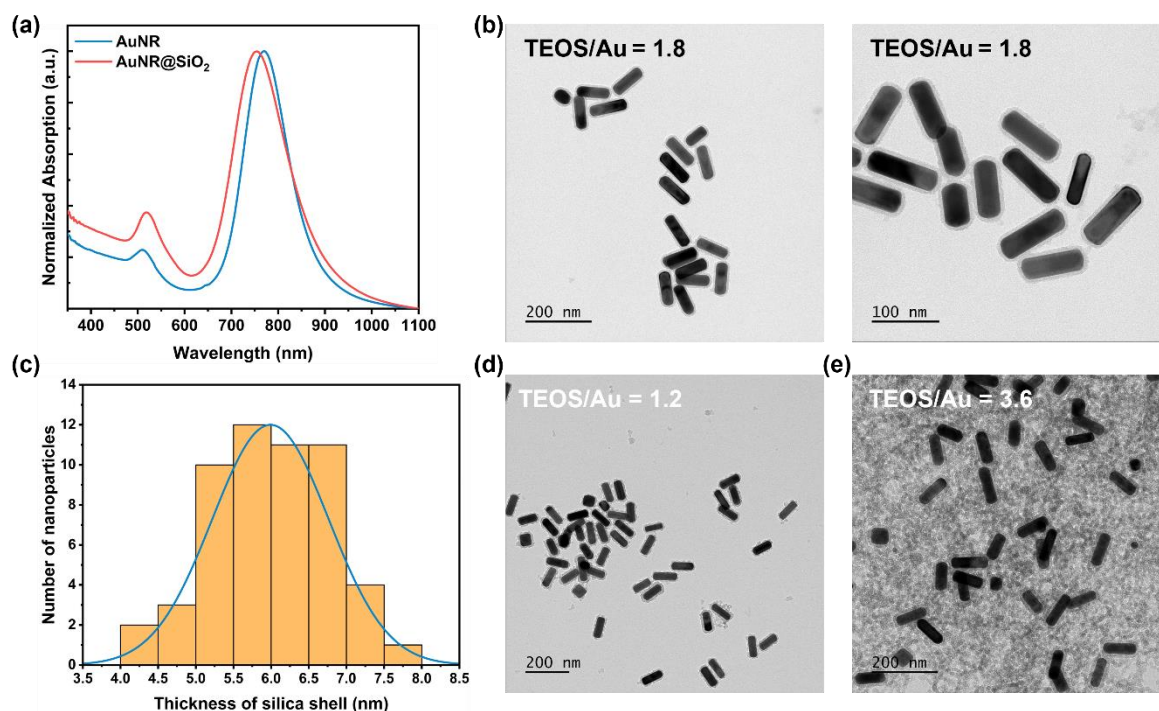 (a)
AuNR
AuNR@SiO₂
Normalized Absorption (a.u.)
400 500 600 700 800 900 1000 1100
Wavelength (nm)
(b)
TEOS/Au = 1.8
200 nm
TEOS/Au = 1.8
100 nm
(c)
14
12
10
8
6
4
2
0
Number of nanoparticles
3.5 4.0 4.5 5.0 5.5 6.0 6.5 7.0 7.5 8.0 8.5
Thickness of silica shell (nm)
(d)
TEOS/Au = 1.2
200 nm
(e)
TEOS/Au = 3.6
200 nm